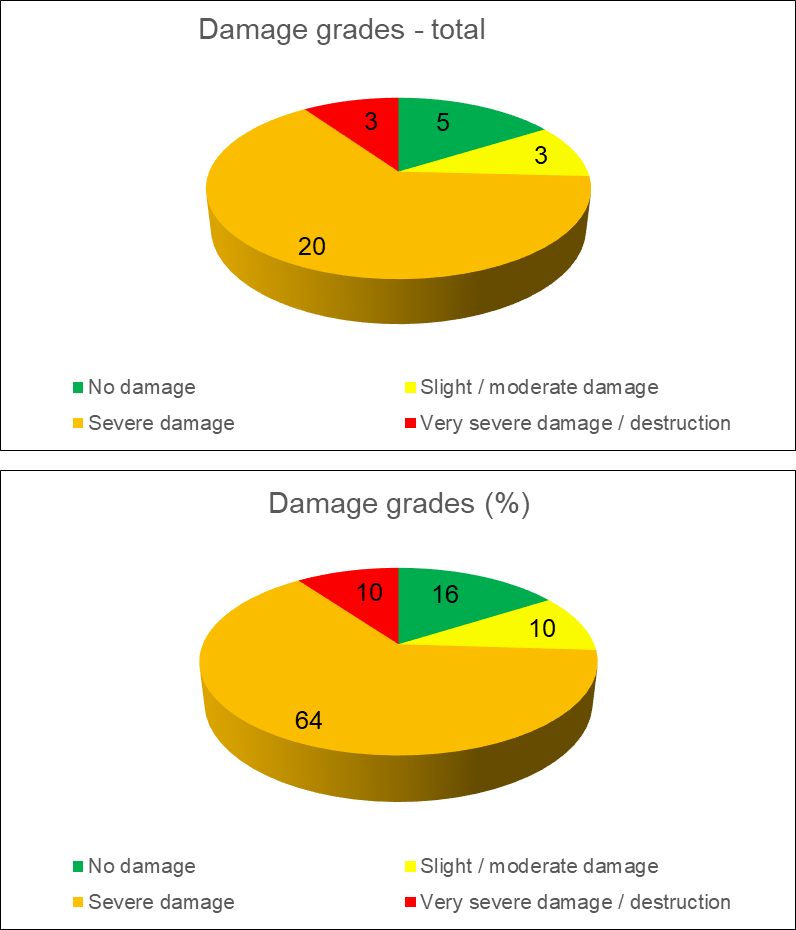 Damage grades - total
3
5
3
20
No damage
Slight / moderate damage
Severe damage
Very severe damage / destruction
Damage grades (%)
10
16
10
64
No damage
Slight / moderate damage
Severe damage
Very severe damage / destruction